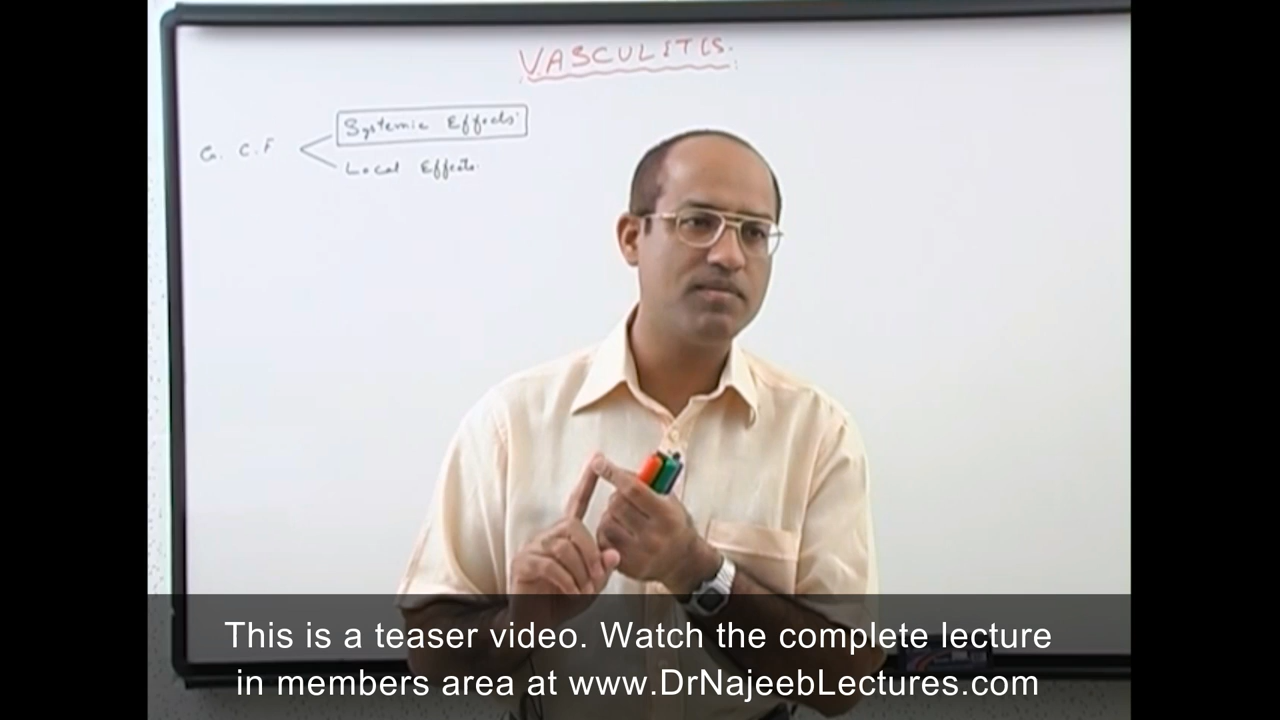 VASCULITIS.
G. C. F
Systemic Effects.
Local Effects.
This is a teaser video. Watch the complete lecture
in members area at www.DrNajeebLectures.com